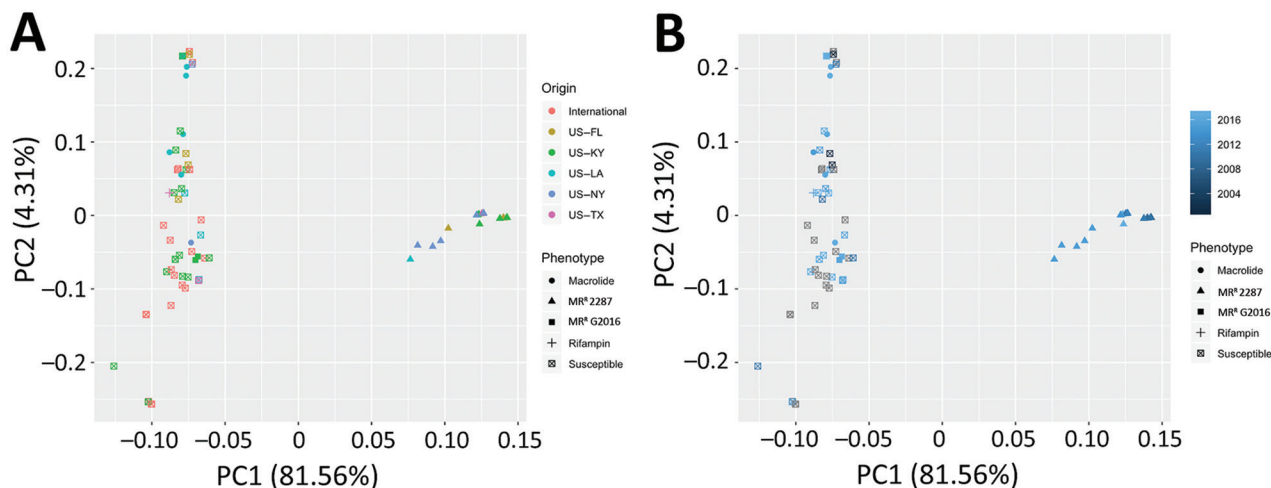 A
PC2 (4.31%)
0.2
0.1
0
−0.1
−0.2
−0.10
−0.05
0
0.05
0.10
0.15
PC1 (81.56%)
Origin
International
US−FL
US−KY
US−LA
US−NY
US−TX
Phenotype
Macrolide
MRᴿ 2287
MRᴿ G2016
Rifampin
Susceptible
B
PC2 (4.31%)
0.2
0.1
0
−0.1
−0.2
−0.10
−0.05
0
0.05
0.10
0.15
PC1 (81.56%)
2016
2012
2008
2004
Phenotype
Macrolide
MRᴿ 2287
MRᴿ G2016
Rifampin
Susceptible